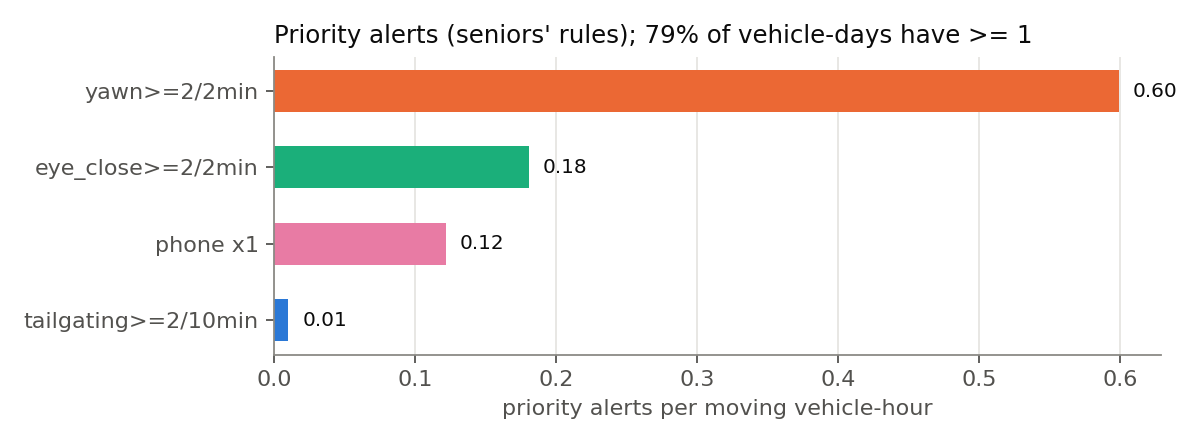 Priority alerts (seniors' rules); 79% of vehicle-days have >= 1
yawn>=2/2min
0.60
eye_close>=2/2min
0.18
phone x1
0.12
tailgating>=2/10min
0.01
0.0 0.1 0.2 0.3 0.4 0.5 0.6
priority alerts per moving vehicle-hour